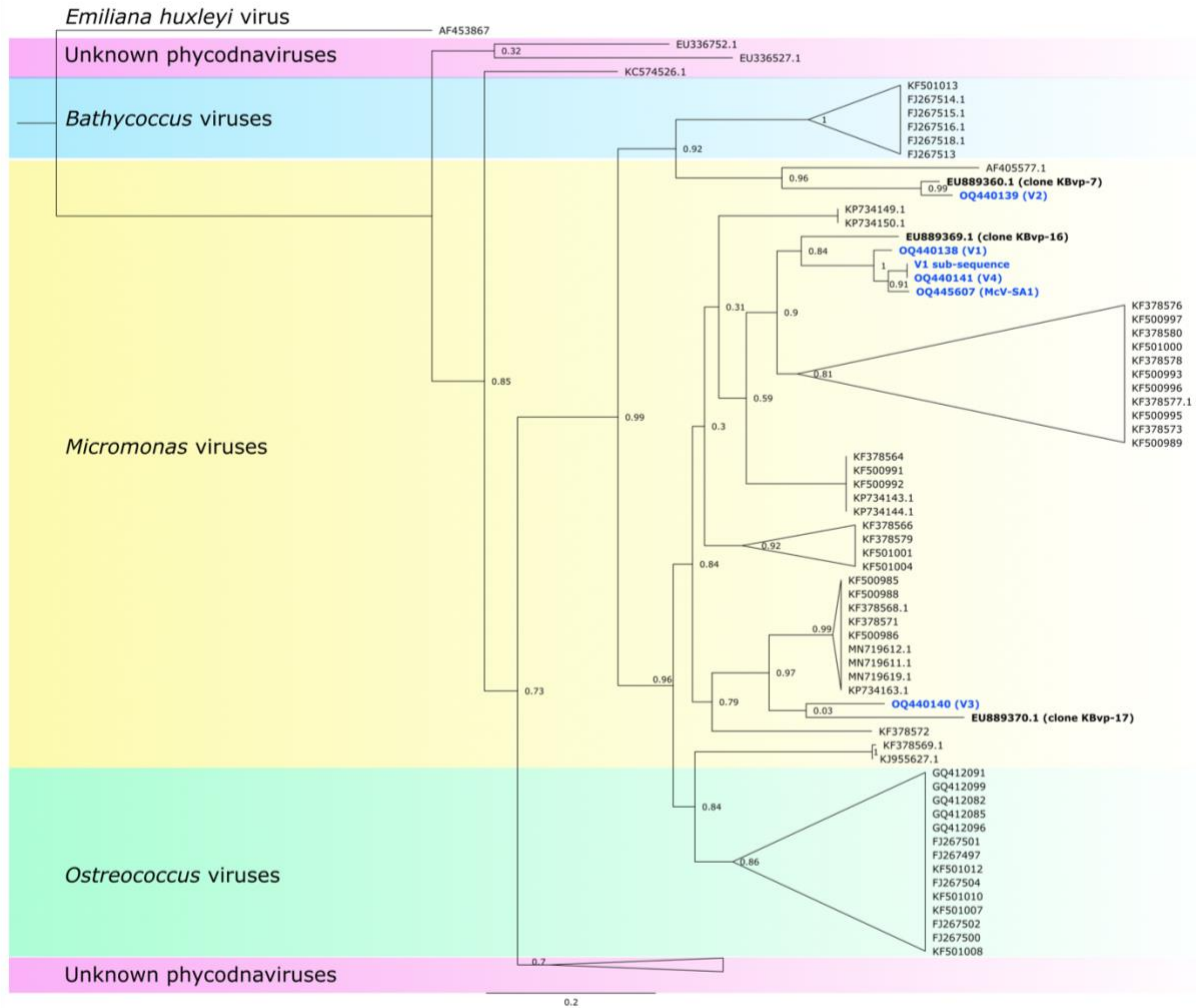 Emiliana huxleyi virus
AF453867
Unknown phycodnaviruses
EU336752.1
0.32
EU336527.1
KC574526.1
Bathycoccus viruses
KF501013
FJ267514.1
FJ267515.1
1
FJ267516.1
FJ267518.1
FJ267513
0.92
AF405577.1
0.96
EU889360.1 (clone KBvp-7)
0.99
OQ440139 (V2)
KP734149.1
KP734150.1
EU889369.1 (clone KBvp-16)
0.84
OQ440138 (V1)
1
V1 sub-sequence
OQ440141 (V4)
0.91
OQ445607 (McV-SA1)
0.31
0.9
KF378576
KF500997
KF378580
KF501000
KF378578
0.81
KF500993
KF500996
KF378577.1
KF500995
KF378573
KF500989
0.85
0.59
0.99
0.3
Micromonas viruses
KF378564
KF500991
KF500992
KP734143.1
KP734144.1
KF378566
KF378579
0.92
KF501001
KF501004
0.84
KF500985
KF500988
KF378568.1
KF378571
0.99
KF500986
MN719612.1
MN719611.1
MN719619.1
KP734163.1
0.97
0.96
0.73
0.79
OQ440140 (V3)
0.03
EU889370.1 (clone KBvp-17)
KF378572
KF378569.1
1
KJ955627.1
0.84
GQ412091
GQ412099
GQ412082
GQ412085
GQ412096
FJ267501
FJ267497
0.86
KF501012
FJ267504
KF501010
KF501007
FJ267502
FJ267500
KF501008
Ostreococcus viruses
0.7
Unknown phycodnaviruses
0.2